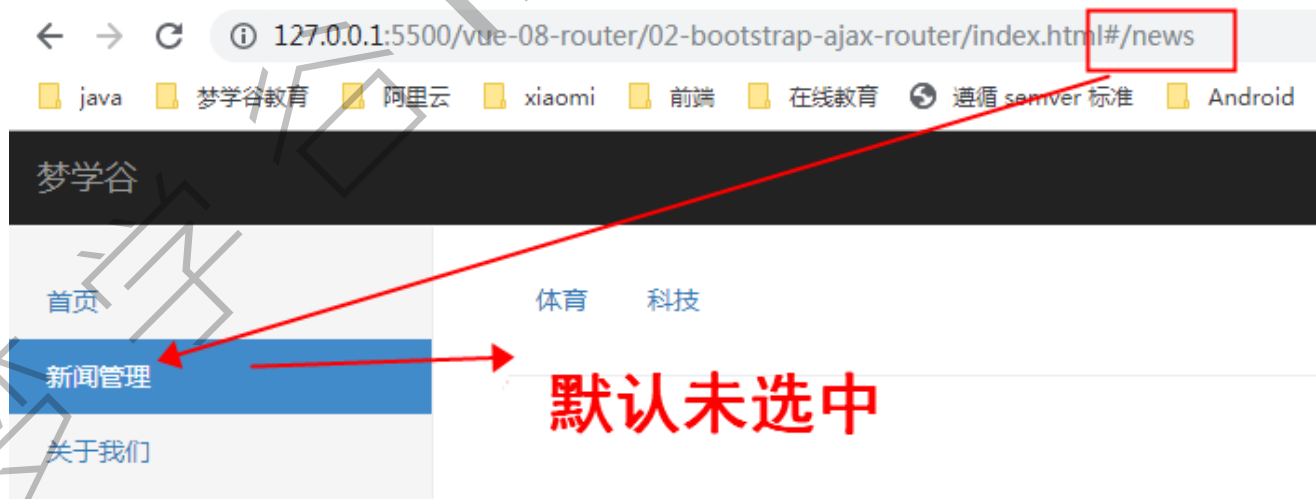 127.0.0.1:5500/vue-08-router/02-bootstrap-ajax-router/index.html#/news
java 梦学谷教育 阿里云 xiaomi 前端 在线教育 遵循 semver 标准 Android
梦学谷
首页 体育 科技
新闻管理
默认未选中
关于我们